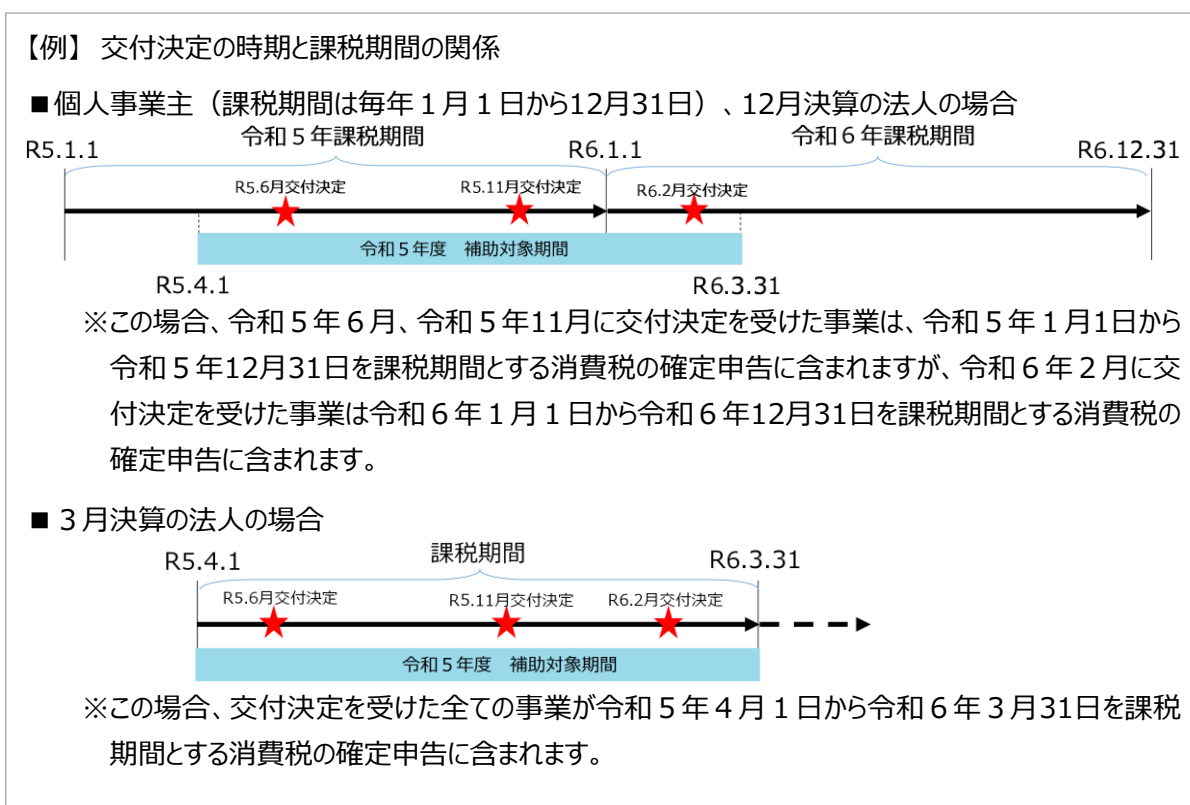 【例】 交付決定の時期と課税期間の関係
■個人事業主（課税期間は毎年１月１日から12月31日）、12月決算の法人の場合
令和５年課税期間 令和６年課税期間
R5.1.1 R6.1.1 R6.12.31
R5.6月交付決定 R5.11月交付決定 R6.2月交付決定
令和５年度　補助対象期間
R5.4.1 R6.3.31
※この場合、令和５年６月、令和５年11月に交付決定を受けた事業は、令和５年１月1日から
令和５年12月31日を課税期間とする消費税の確定申告に含まれますが、令和６年２月に交
付決定を受けた事業は令和６年１月１日から令和６年12月31日を課税期間とする消費税の
確定申告に含まれます。
■３月決算の法人の場合
R5.4.1 課税期間 R6.3.31
R5.6月交付決定 R5.11月交付決定 R6.2月交付決定
令和５年度　補助対象期間
※この場合、交付決定を受けた全ての事業が令和５年４月１日から令和６年３月31日を課税
期間とする消費税の確定申告に含まれます。